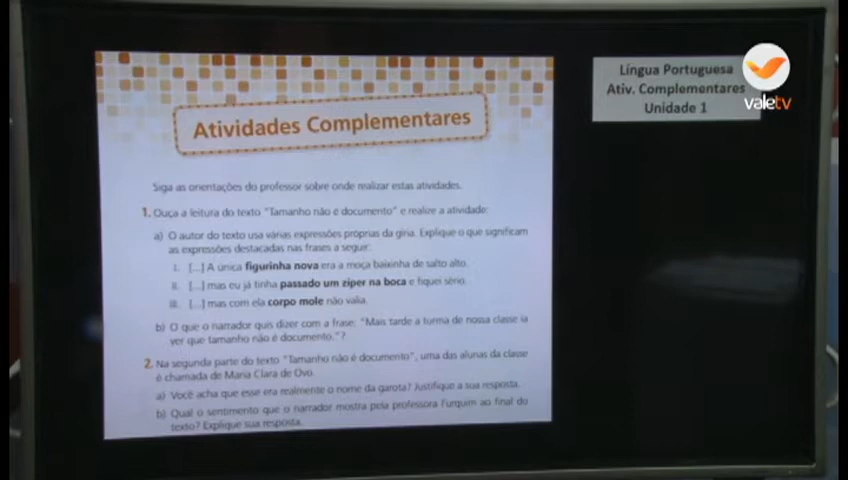 Língua Portuguesa
Ativ. Complementares
Unidade 1
valetv
Atividades Complementares
Siga as orientações do professor sobre onde realizar estas atividades.
1. Ouça a leitura do texto "Tamanho não é documento" e realize a atividade:
a) O autor do texto usa várias expressões próprias da gíria. Explique o que significam
as expressões destacadas nas frases a seguir:
I. [...] A única figurinha nova era a moça baixinha de salto alto.
II. [...] mas eu já tinha passado um zíper na boca e fiquei sério.
III. [...] mas com ela corpo mole não valia.
b) O que o narrador quis dizer com a frase: "Mais tarde a turma de nossa classe ia
ver que tamanho não é documento."?
2. Na segunda parte do texto "Tamanho não é documento", uma das alunas da classe
é chamada de Maria Clara de Ovo.
a) Você acha que esse era realmente o nome da garota? Justifique a sua resposta.
b) Qual o sentimento que o narrador mostra pela professora Furquim ao final do
texto? Explique sua resposta.